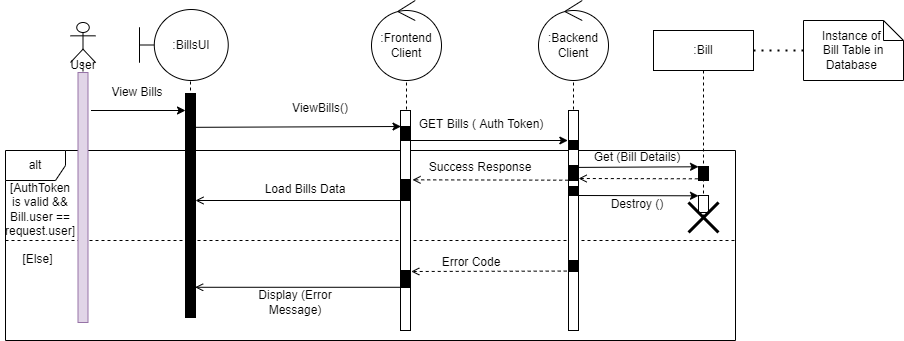 :BillsUI
:Frontend
Client
:Backend
Client
:Bill
Instance of
Bill Table in
Database
User
View Bills
ViewBills()
GET Bills ( Auth Token)
alt
Get (Bill Details)
Success Response
[AuthToken
is valid &&
Bill.user ==
request.user]
Load Bills Data
Destroy ()
[Else]
Error Code
Display (Error
Message)